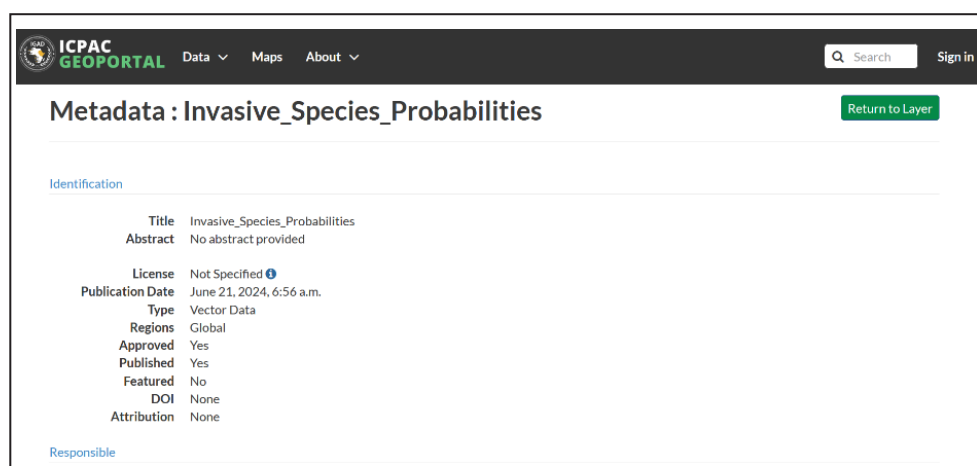 IGAD
ICPAC
GEOPORTAL
Data
Maps
About
Search
Sign in
Metadata : Invasive_Species_Probabilities
Return to Layer
Identification
Title Invasive_Species_Probabilities
Abstract No abstract provided
License Not Specified
Publication Date June 21, 2024, 6:56 a.m.
Type Vector Data
Regions Global
Approved Yes
Published Yes
Featured No
DOI None
Attribution None
Responsible